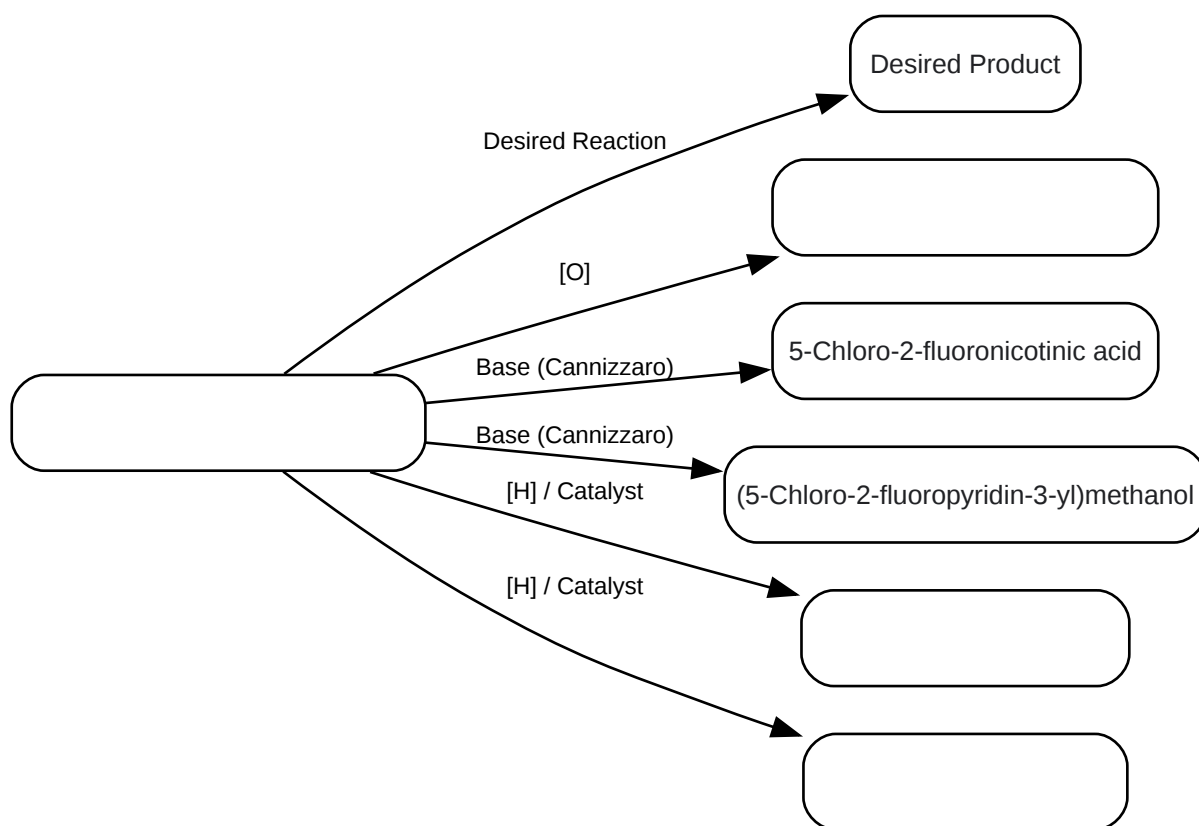 Desired Product
Desired Reaction
[O]
Base (Cannizzaro)
5-Chloro-2-fluoronicotinic acid
Base (Cannizzaro)
(5-Chloro-2-fluoropyridin-3-yl)methanol
[H] / Catalyst
[H] / Catalyst